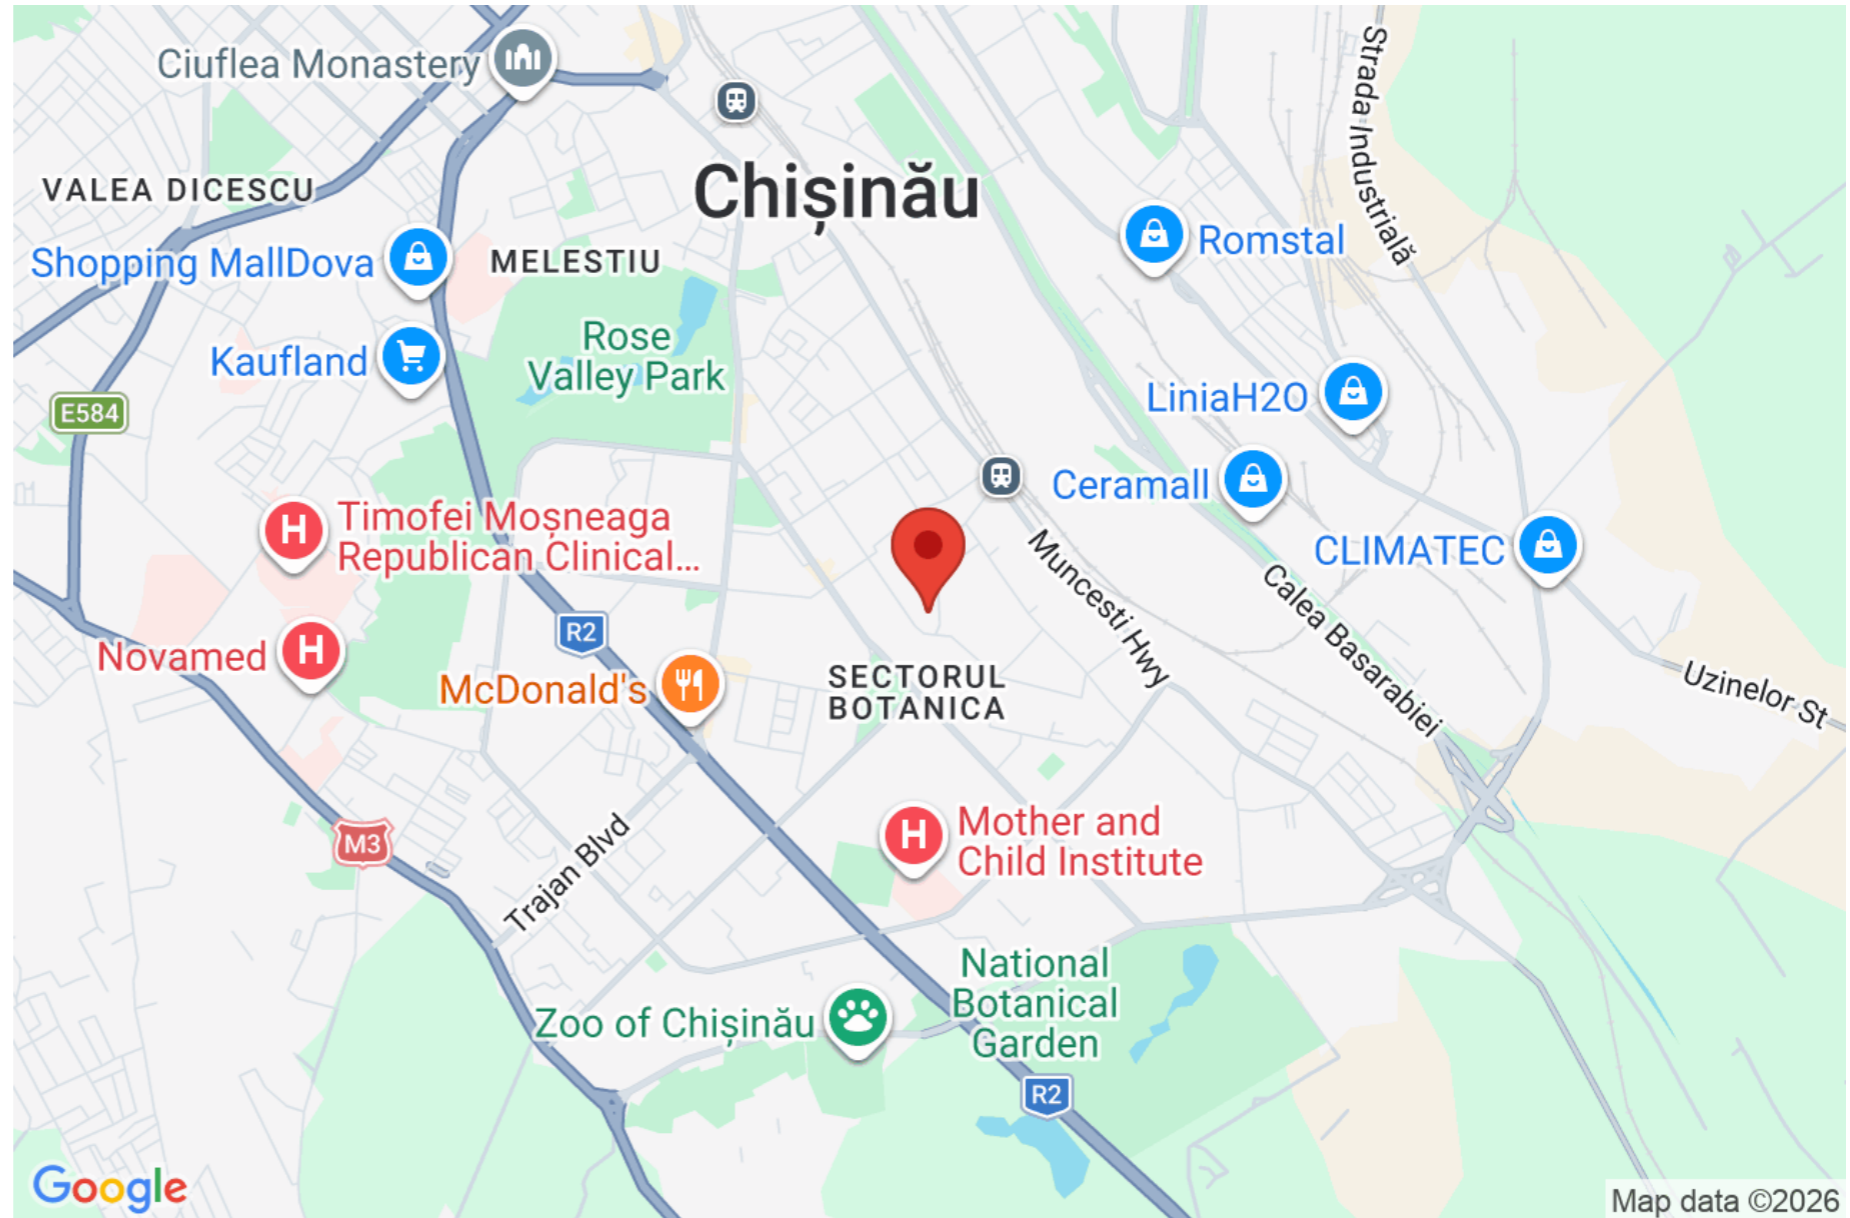 Ciuflea Monastery
Strada Industrială
Chișinău
VALEA DICESCU
Romstal
Shopping MallDova
MELESTIU
Rose
Valley Park
Kaufland
LiniaH2O
E584
Ceramall
Timofei Moșneaga
Republican Clinical...
CLIMATEC
Muncesti Hwy
Calea Basarabiei
R2
Novamed
McDonald's
SECTORUL
BOTANICA
Uzinelor St
M3
Trajan Blvd
Mother and
Child Institute
National
Botanical
Garden
Zoo of Chișinău
R2
Google
Map data ©2026
H
H
H